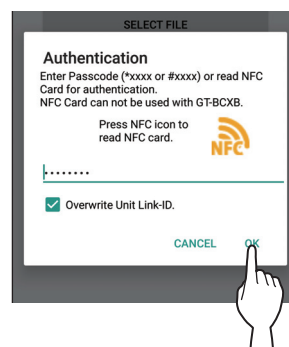 SELECT FILE
Authentication
Enter Passcode (*xxxx or #xxxx) or read NFC
Card for authentication.
NFC Card can not be used with GT-BCXB.
Press NFC icon to
read NFC card.
NFC
........
Overwrite Unit Link-ID.
CANCEL OK